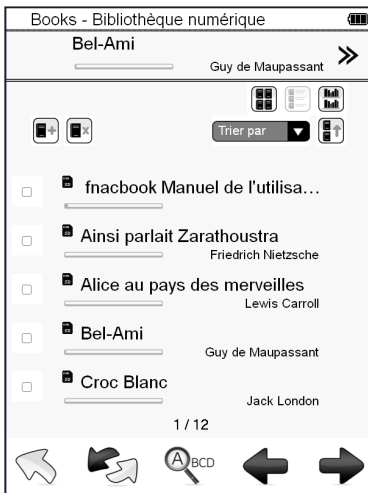 Books - Bibliothèque numérique
Bel-Ami
Guy de Maupassant
Trier par
fnacbook Manuel de l'utilisa...
Ainsi parlait Zarathoustra
Friedrich Nietzsche
Alice au pays des merveilles
Lewis Carroll
Bel-Ami
Guy de Maupassant
Croc Blanc
Jack London
1 / 12
A BCD